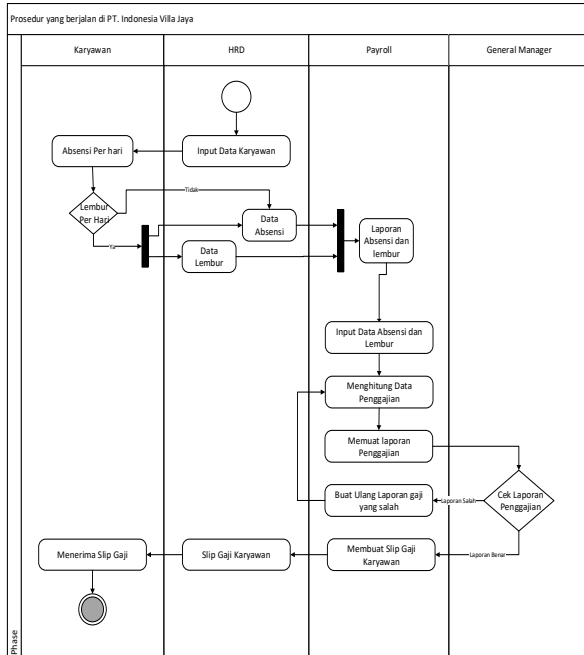 Prosedur yang berjalan di PT. Indonesia Villa Jaya
Karyawan
HRD
Payroll
General Manager
Absensi Per hari
Input Data Karyawan
Lembur
Per Hari
Tidak
Ya
Data
Absensi
Data
Lembur
Laporan
Absensi dan
lembur
Input Data Absensi dan
Lembur
Menghitung Data
Penggajian
Memuat laporan
Penggajian
Cek Laporan
Penggajian
Laporan Salah
Buat Ulang Laporan gaji
yang salah
Laporan Benar
Membuat Slip Gaji
Karyawan
Slip Gaji Karyawan
Menerima Slip Gaji
Phase